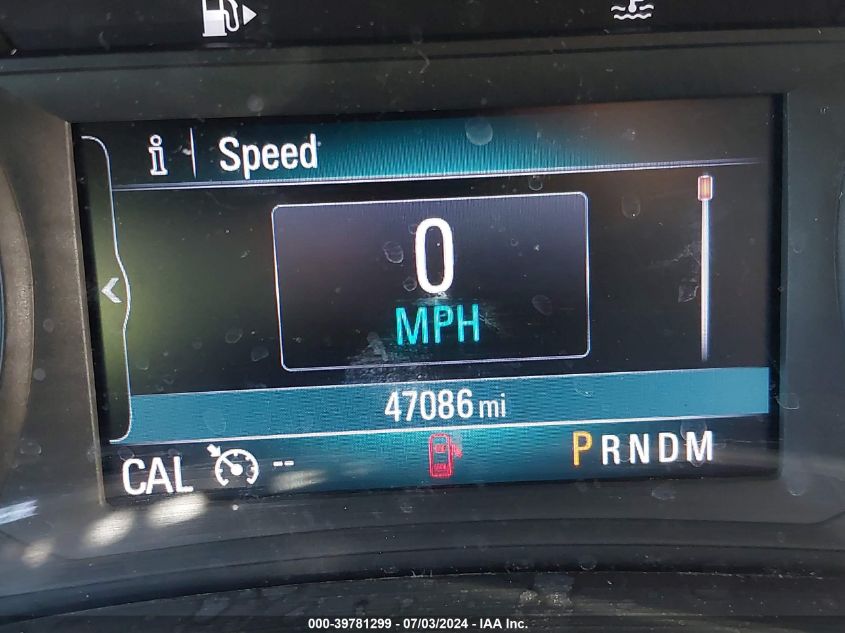 i Speed
0
MPH
47086 mi
CAL -- PRNDM
000-39781299 - 07/03/2024 - IAA Inc.